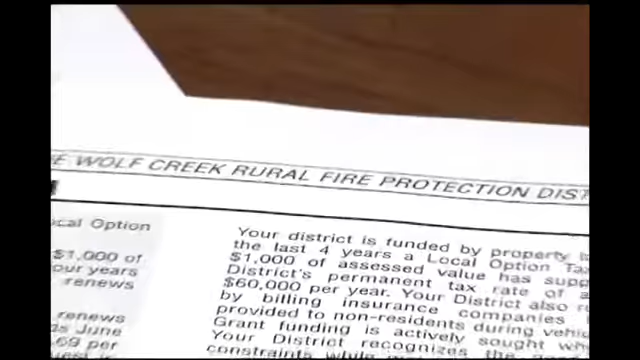 E WOLF CREEK RURAL FIRE PROTECTION DIST
cal Option
$1,000 of
our years
renews
renews
June
69 per
Your district is funded by property
the last 4 years a Local Option Tax
$1,000 of assessed value has supp
District's permanent tax rate of a
$60,000 per year. Your District also r
by billing insurance companies
provided to non-residents during vehic
Grant funding is actively sought wh
Your District recognizes the
constraints while